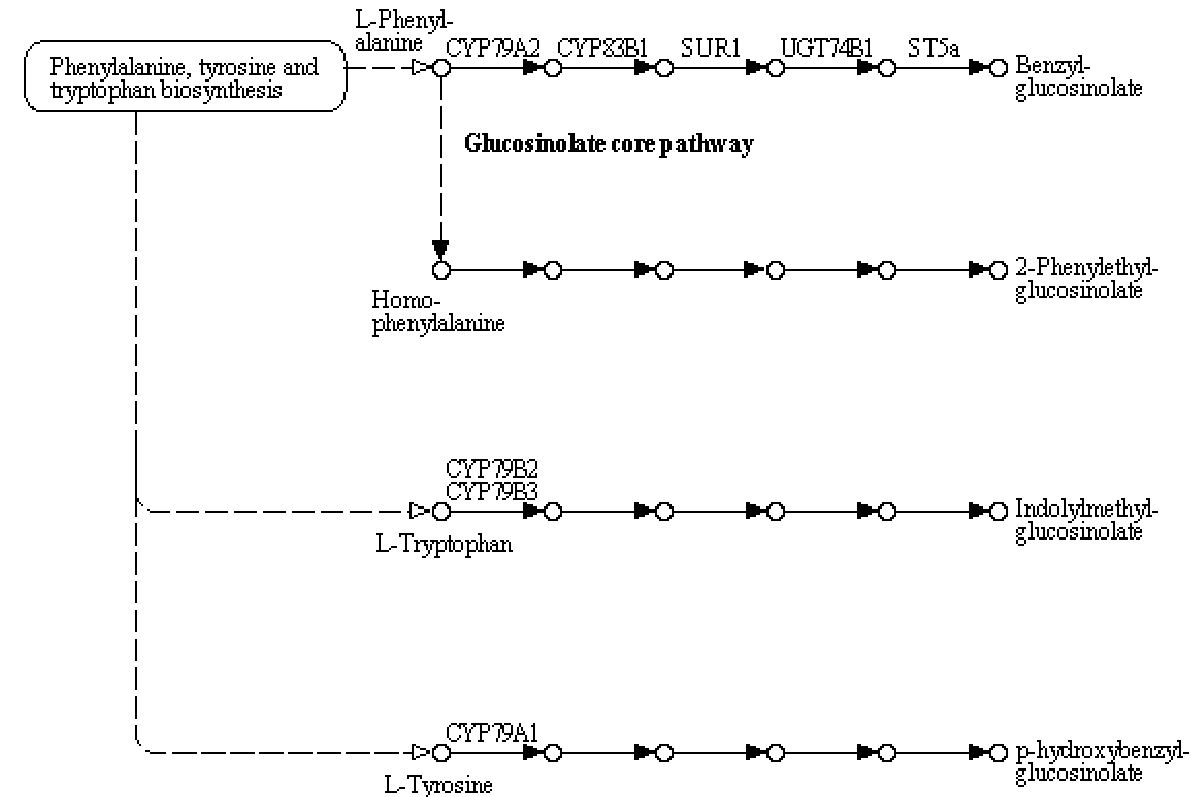 L-Phenyl-
alanine
CYP79A2 CYP83B1 SUR1 UGT74B1 ST5a
Phenylalanine, tyrosine and
tryptophan biosynthesis
Benzyl-
glucosinolate
Glucosinolate core pathway
2-Phenylethyl-
glucosinolate
Homo-
phenylalanine
CYP79B2
CYP79B3
Indolylmethyl-
glucosinolate
L-Tryptophan
CYP79A1
p-hydroxybenzyl-
glucosinolate
L-Tyrosine